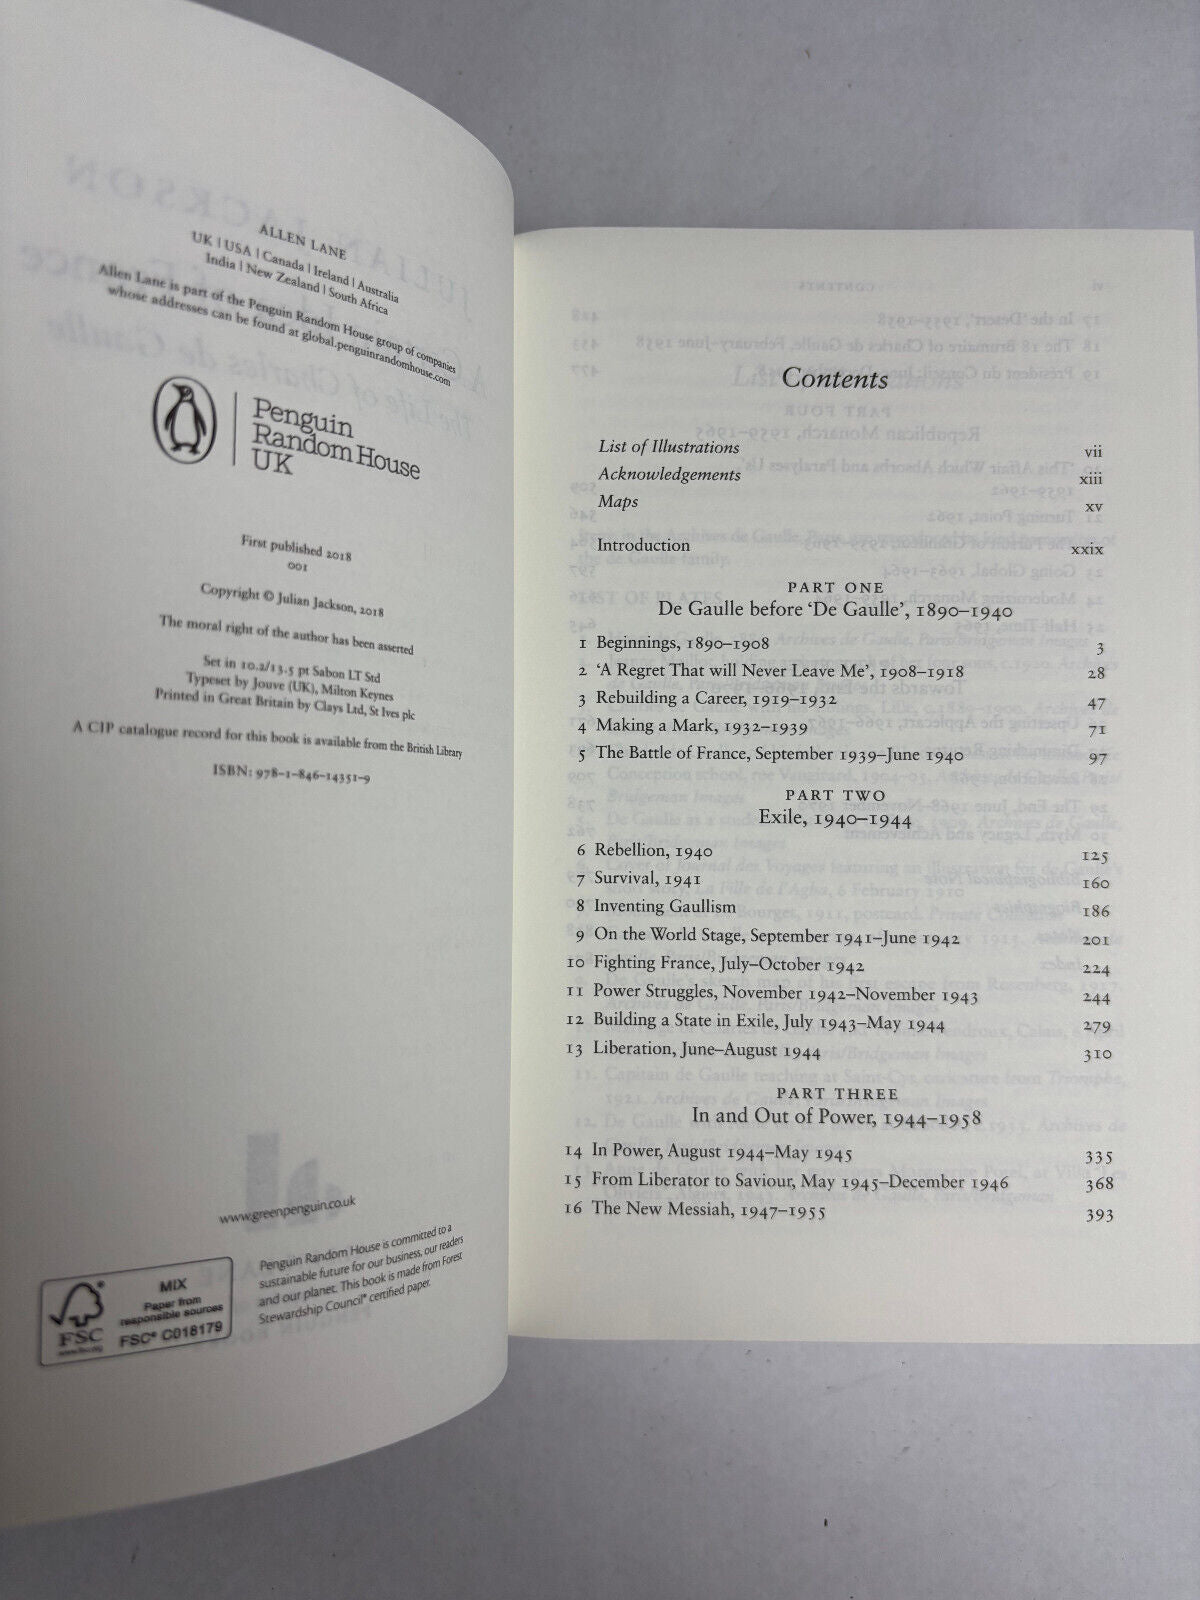 ALLEN LANE
UK | USA | Canada | Ireland | Australia
India | New Zealand | South Africa
Allen Lane is part of the Penguin Random House group of companies
whose addresses can be found at global.penguinrandomhouse.com
Penguin
Random House
UK
First published 2018
001
Copyright © Julian Jackson, 2018
The moral right of the author has been asserted
Set in 10.2/13.5 pt Sabon LT Std
Typeset by Jouve (UK), Milton Keynes
Printed in Great Britain by Clays Ltd, St Ives plc
A CIP catalogue record for this book is available from the British Library
ISBN: 978-1-846-14351-9
www.greenpenguin.co.uk
MIX
Paper from
responsible sources
FSC® C018179
FSC
www.fsc.org
Penguin Random House is committed to a
sustainable future for our business, our readers
and our planet. This book is made from Forest
Stewardship Council® certified paper.
Contents
List of Illustrations vii
Acknowledgements xiii
Maps xv
Introduction xxix
PART ONE
De Gaulle before ‘De Gaulle’, 1890–1940
1 Beginnings, 1890–1908 3
2 ‘A Regret That will Never Leave Me’, 1908–1918 28
3 Rebuilding a Career, 1919–1932 47
4 Making a Mark, 1932–1939 71
5 The Battle of France, September 1939–June 1940 97
PART TWO
Exile, 1940–1944
6 Rebellion, 1940 125
7 Survival, 1941 160
8 Inventing Gaullism 186
9 On the World Stage, September 1941–June 1942 201
10 Fighting France, July–October 1942 224
11 Power Struggles, November 1942–November 1943 244
12 Building a State in Exile, July 1943–May 1944 279
13 Liberation, June–August 1944 310
PART THREE
In and Out of Power, 1944–1958
14 In Power, August 1944–May 1945 335
15 From Liberator to Saviour, May 1945–December 1946 368
16 The New Messiah, 1947–1955 393